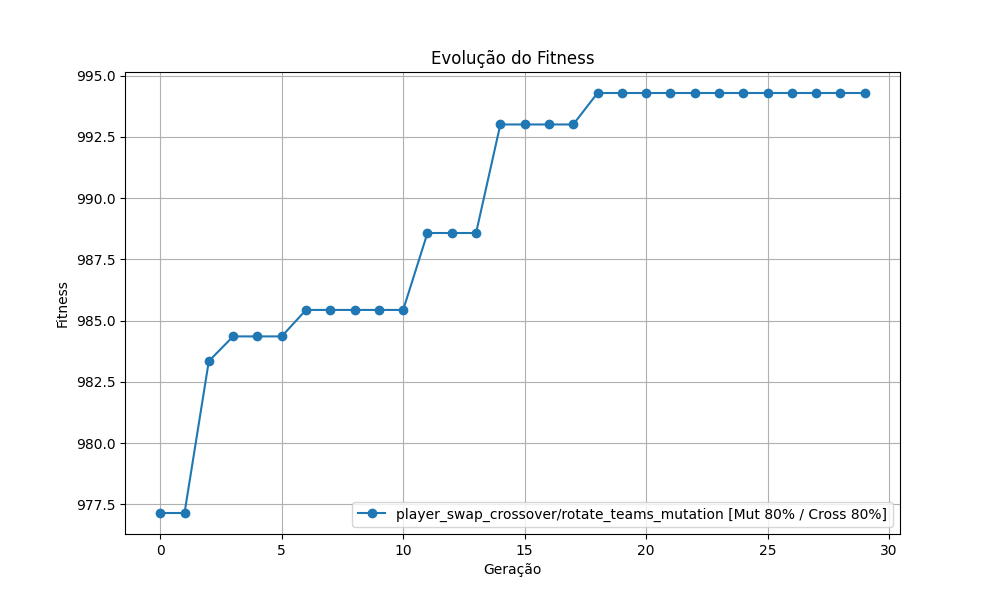 Evolução do Fitness
Fitness
995.0
992.5
990.0
987.5
985.0
982.5
980.0
977.5
player_swap_crossover/rotate_teams_mutation [Mut 80% / Cross 80%]
0 5 10 15 20 25 30
Geração